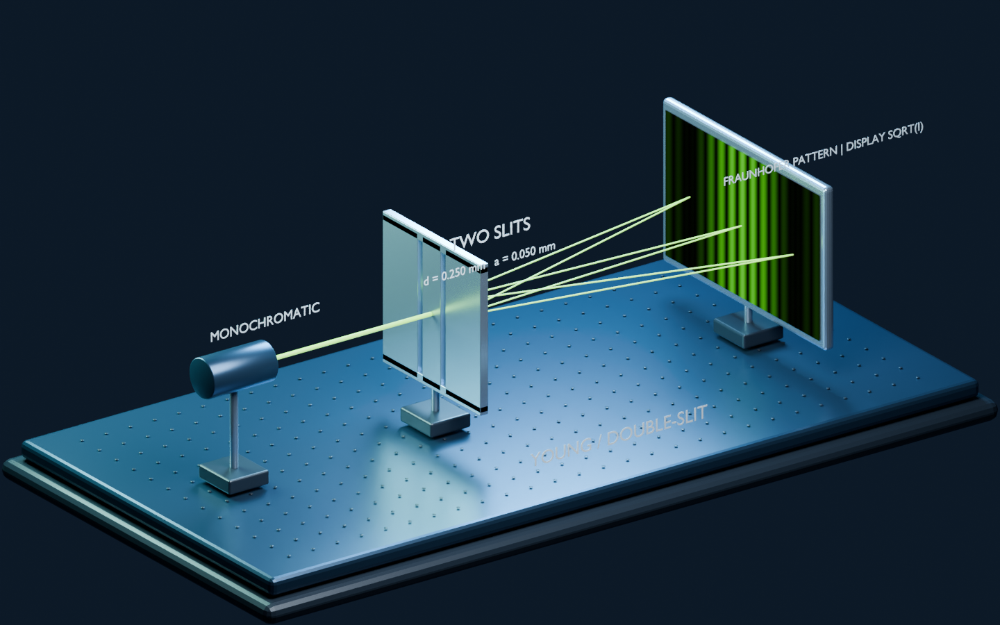 FRAUNHOFER PATTERN | DISPLAY SQRT(I)
TWO SLITS
d = 0.250 mm   a = 0.050 mm
MONOCHROMATIC
YOUNG / DOUBLE-SLIT